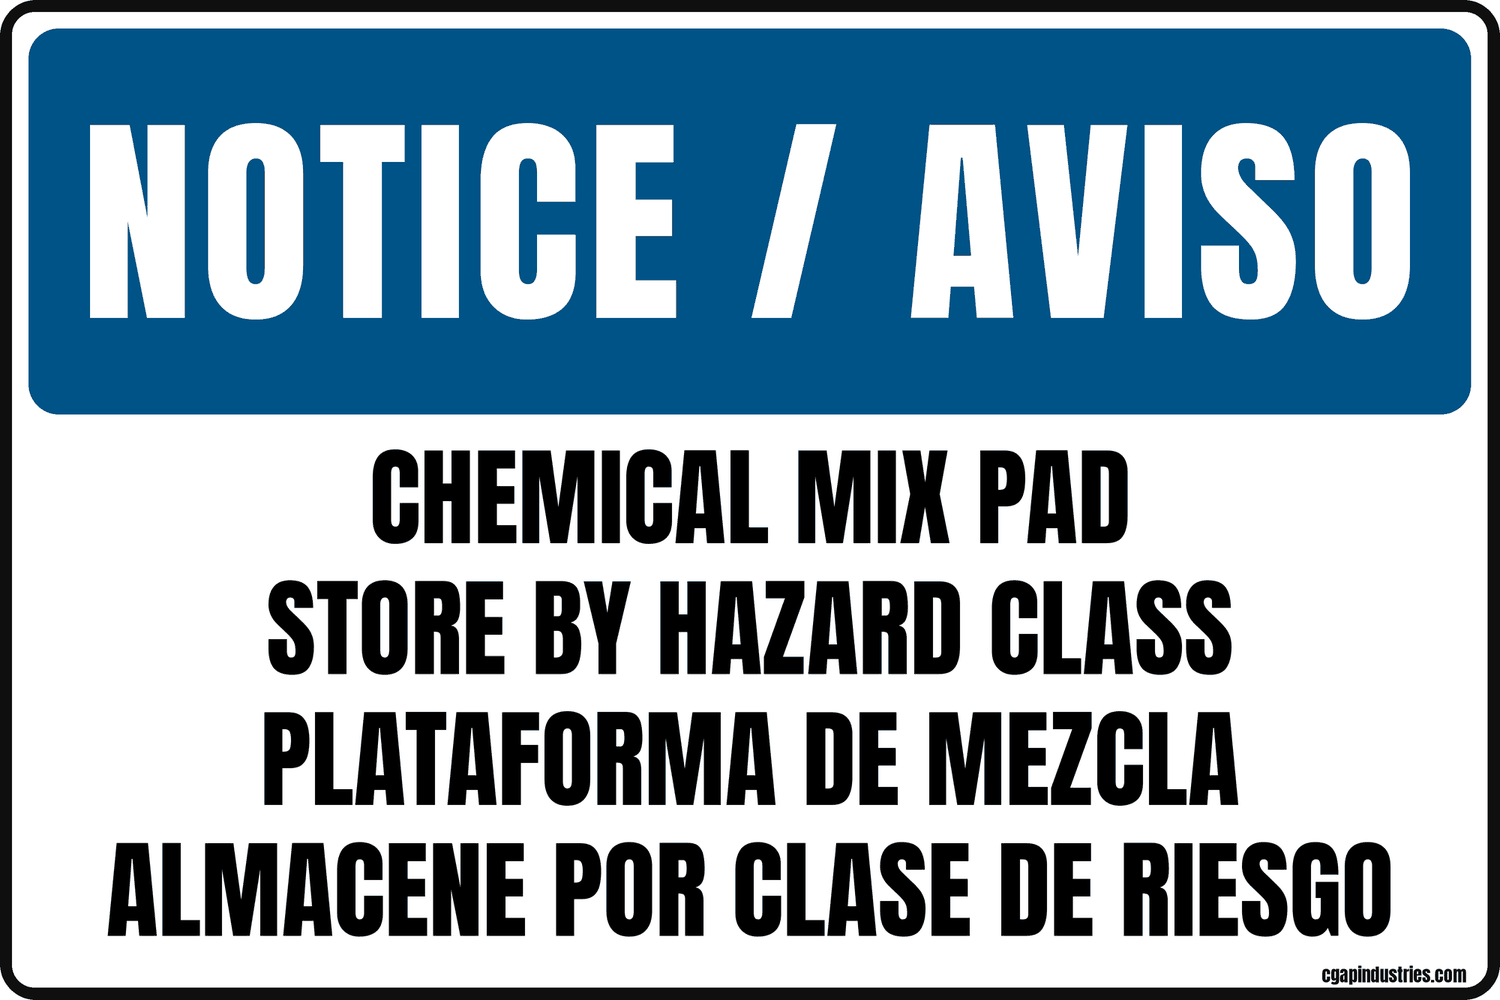 NOTICE / AVISO
CHEMICAL MIX PAD
STORE BY HAZARD CLASS
PLATAFORMA DE MEZCLA
ALMACENE POR CLASE DE RIESGO
cgapindustries.com